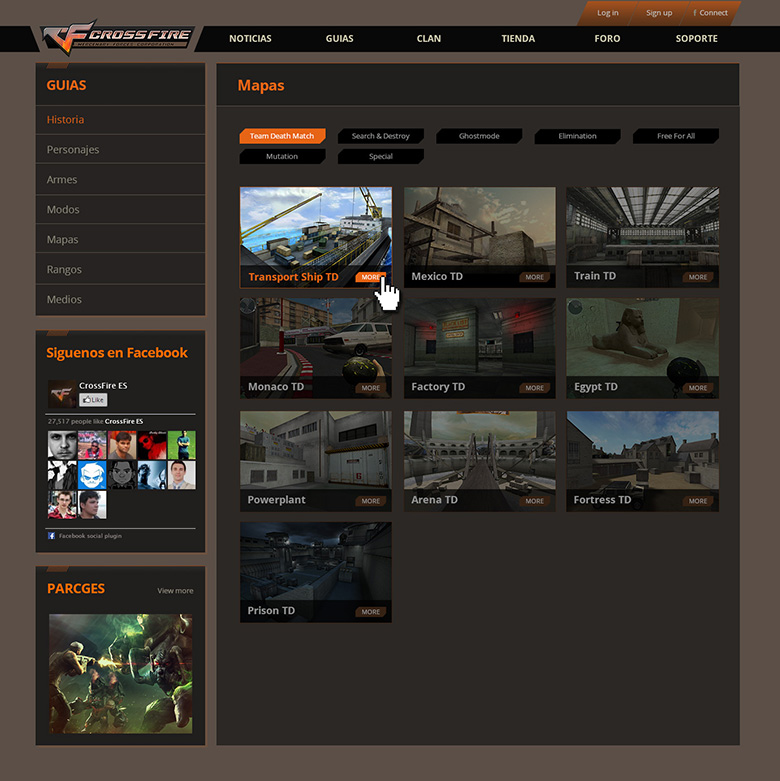 Log in
Sign up
f Connect
CROSSFIRE
MERCENARY FORCES CORPORATION
NOTICIAS
GUIAS
CLAN
TIENDA
FORO
SOPORTE
GUIAS
Historia
Personajes
Armes
Modos
Mapas
Rangos
Medios
Siguenos en Facebook
CrossFire ES
Like
27,517 people like CrossFire ES
Facebook social plugin
PARCGES
View more
Mapas
Team Death Match
Search & Destroy
Ghostmode
Elimination
Free For All
Mutation
Special
Transport Ship TD
MORE
Mexico TD
MORE
Train TD
MORE
Monaco TD
MORE
Factory TD
MORE
Egypt TD
MORE
Powerplant
MORE
Arena TD
MORE
Fortress TD
MORE
Prison TD
MORE